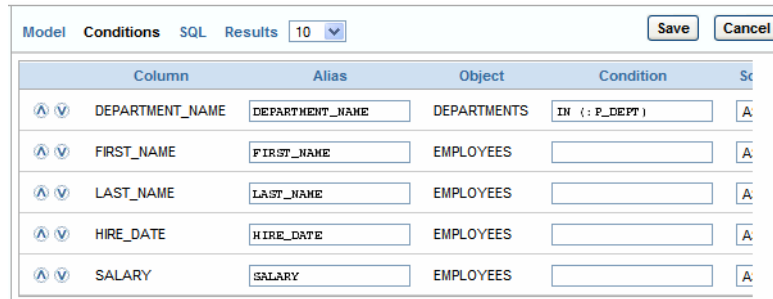 Model Conditions SQL Results 10 Save Cancel
Column Alias Object Condition Sc
DEPARTMENT_NAME DEPARTMENT_NAME DEPARTMENTS IN (:P_DEPT) A
FIRST_NAME FIRST_NAME EMPLOYEES A
LAST_NAME LAST_NAME EMPLOYEES A
HIRE_DATE HIRE_DATE EMPLOYEES A
SALARY SALARY EMPLOYEES A